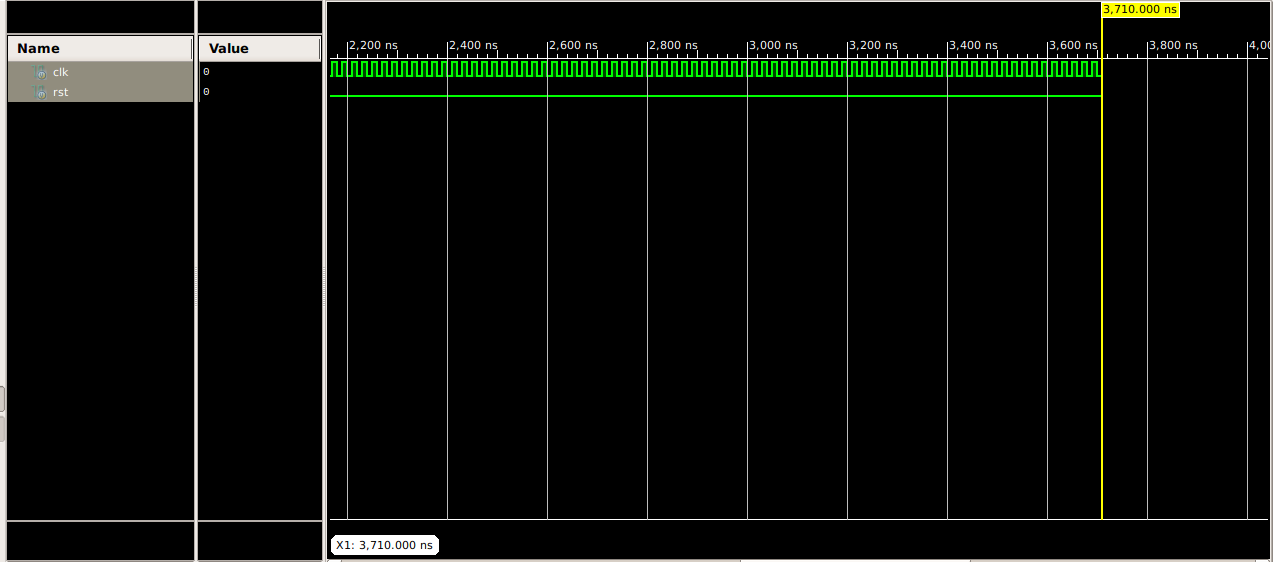 3,710.000 ns
Name Value
2,200 ns 2,400 ns 2,600 ns 2,800 ns 3,000 ns 3,200 ns 3,400 ns 3,600 ns 3,800 ns 4,00
clk 0
rst 0
X1: 3,710.000 ns